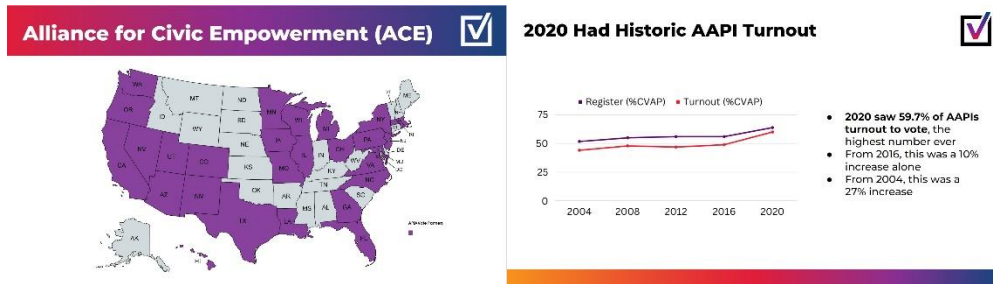 Alliance for Civic Empowerment (ACE)
WA
OR
CA
NV
ID
MT
WY
UT
CO
AZ
NM
ND
SD
NE
KS
OK
TX
MN
IA
MO
AR
LA
WI
IL
MI
IN
OH
KY
TN
MS
AL
GA
FL
SC
NC
VA
WV
PA
NY
ME
NJ
DE
MD
DC
AK
HI
2020 Had Historic AAPI Turnout
Register (%CVAP) Turnout (%CVAP)
75
50
25
0
2004 2008 2012 2016 2020
● 2020 saw 59.7% of AAPIs
turnout to vote, the
highest number ever
● From 2016, this was a 10%
increase alone
● From 2004, this was a
27% increase